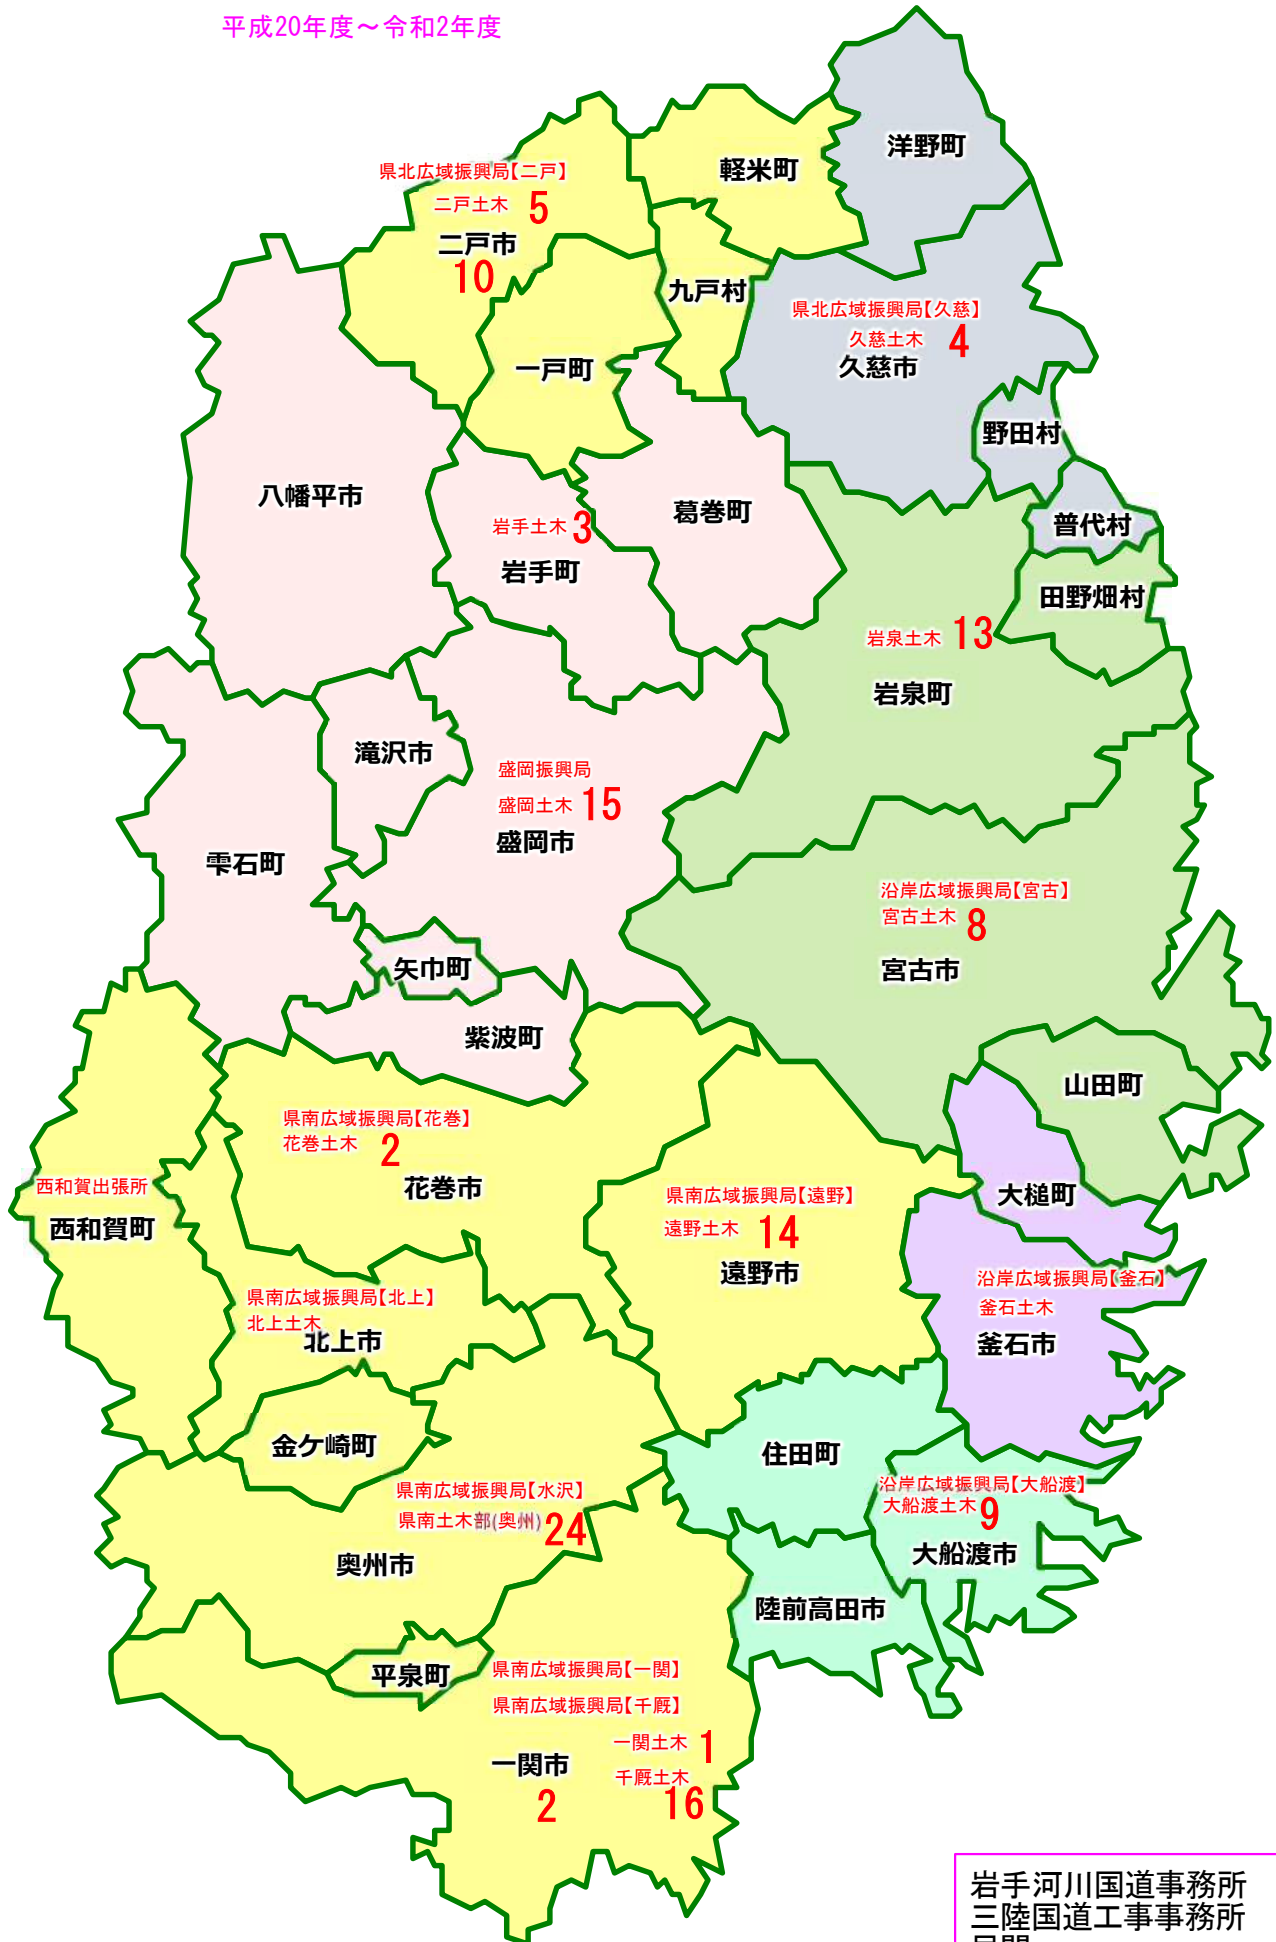 平成20年度～令和2年度
洋野町
軽米町
県北広域振興局【二戸】
二戸土木 5
二戸市
10
九戸村
県北広域振興局【久慈】
久慈土木 4
久慈市
一戸町
野田村
八幡平市
葛巻町
岩手土木 3
岩手町
普代村
田野畑村
岩泉土木 13
岩泉町
滝沢市
盛岡振興局
盛岡土木 15
盛岡市
雫石町
沿岸広域振興局【宮古】
宮古土木 8
宮古市
矢巾町
紫波町
山田町
県南広域振興局【花巻】
花巻土木 2
花巻市
西和賀出張所
西和賀町
県南広域振興局【遠野】
遠野土木 14
遠野市
大槌町
沿岸広域振興局【釜石】
釜石土木
釜石市
県南広域振興局【北上】
北上土木
北上市
金ケ崎町
住田町
県南広域振興局【水沢】
県南土木部(奥州) 24
奥州市
沿岸広域振興局【大船渡】
大船渡土木 9
大船渡市
陸前高田市
平泉町
県南広域振興局【一関】
県南広域振興局【千厩】
一関土木 1
一関市
千厩土木
2
16
岩手河川国道事務所
三陸国道工事事務所